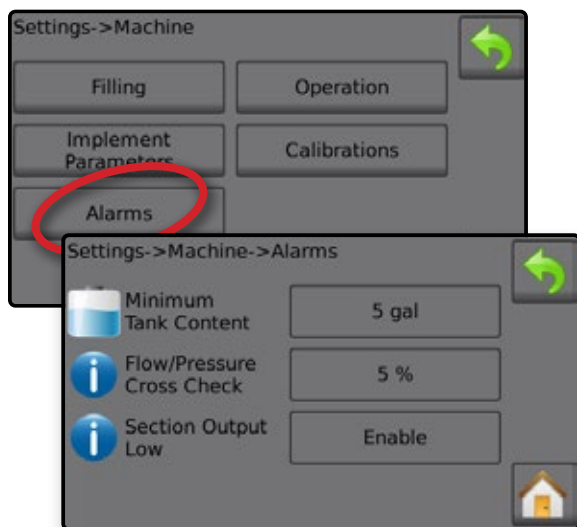 Settings->Machine
Filling
Operation
Implement
Parameters
Calibrations
Alarms
Settings->Machine->Alarms
Minimum
Tank Content
5 gal
Flow/Pressure
Cross Check
5 %
Section Output
Low
Enable